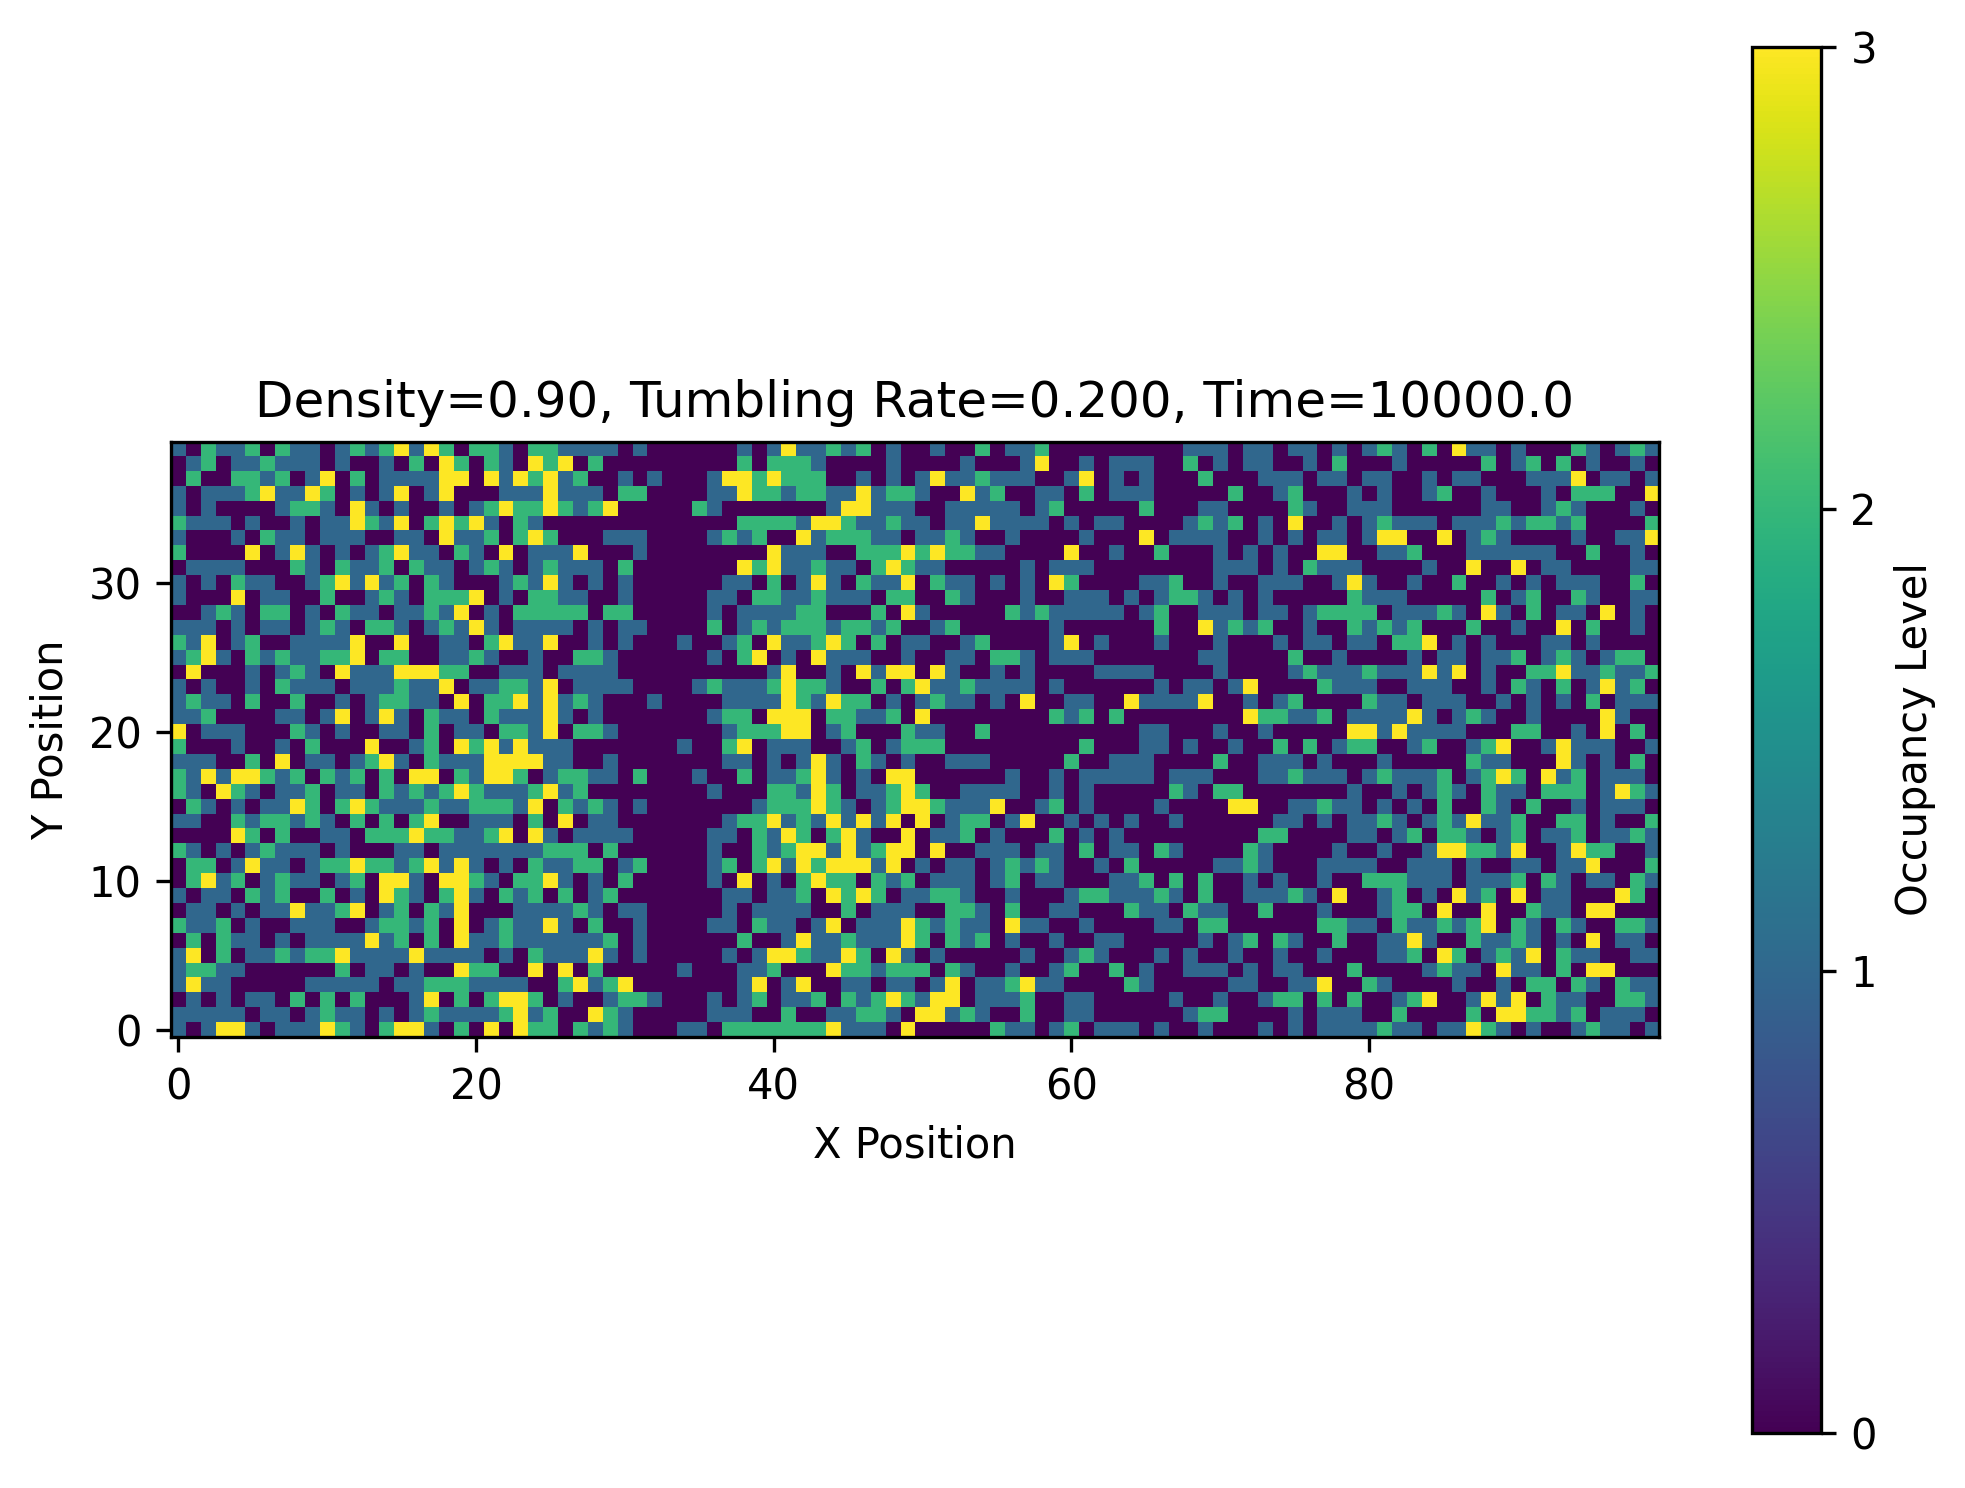 Density=0.90, Tumbling Rate=0.200, Time=10000.0
Y Position
30
20
10
0
0 20 40 60 80
X Position
3
2
1
0
Occupancy Level